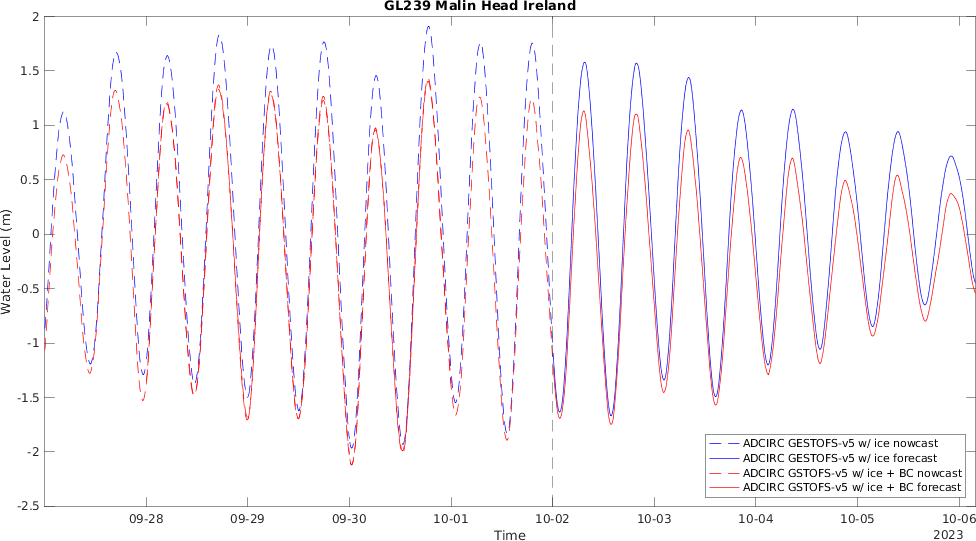 GL239 Malin Head Ireland
2
1.5
1
0.5
0
-0.5
-1
-1.5
-2
-2.5
Water Level (m)
ADCIRC GESTOFS-v5 w/ ice nowcast
ADCIRC GESTOFS-v5 w/ ice forecast
ADCIRC GSTOFS-v5 w/ ice + BC nowcast
ADCIRC GSTOFS-v5 w/ ice + BC forecast
09-28 09-29 09-30 10-01 10-02 10-03 10-04 10-05 10-06
Time
2023